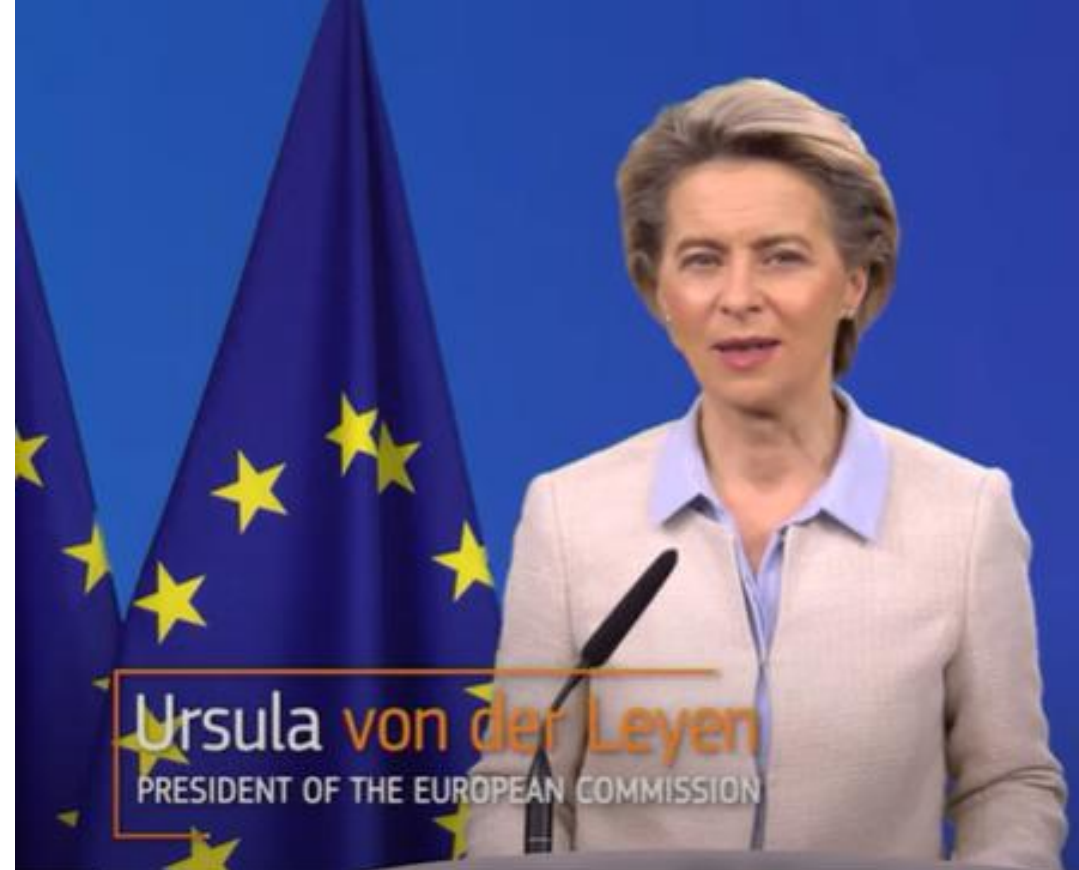 Ursula von der Leyen
PRESIDENT OF THE EUROPEAN COMMISSION